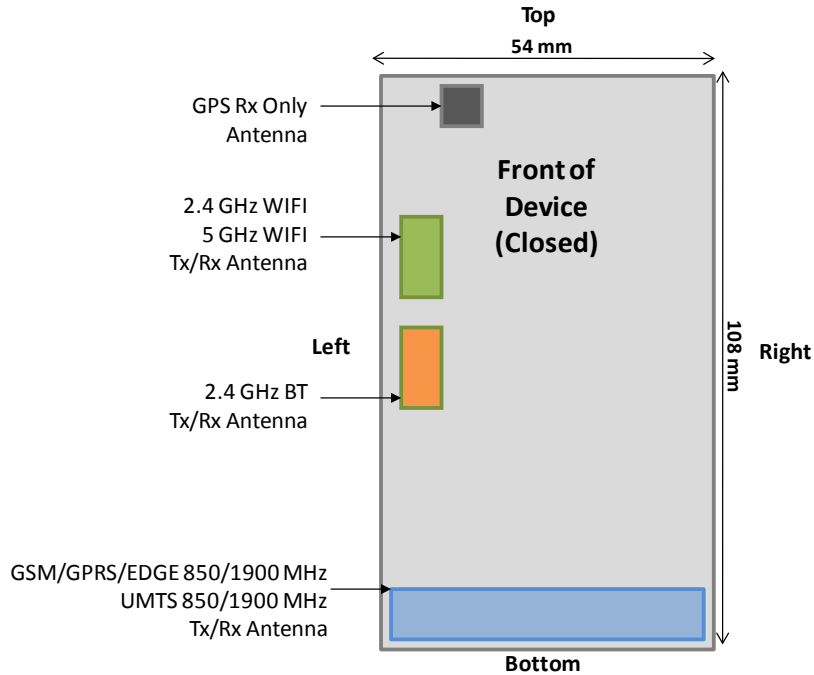 Top
54 mm
GPS Rx Only
Antenna
Front of
Device
(Closed)
2.4 GHz WIFI
5 GHz WIFI
Tx/Rx Antenna
Left
108 mm
Right
2.4 GHz BT
Tx/Rx Antenna
GSM/GPRS/EDGE 850/1900 MHz
UMTS 850/1900 MHz
Tx/Rx Antenna
Bottom